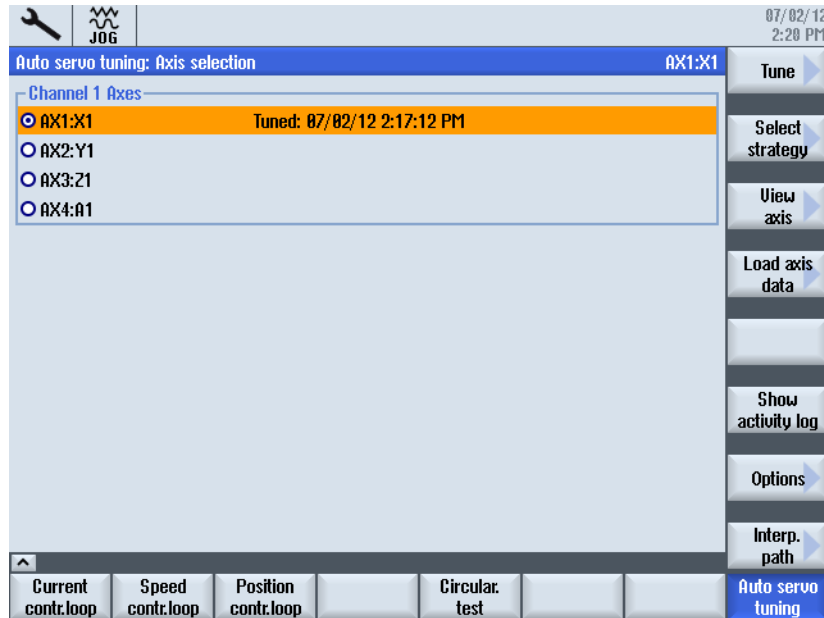 JOG
07/02/12
2:20 PM
Auto servo tuning: Axis selection AX1:X1
Channel 1 Axes
AX1:X1 Tuned: 07/02/12 2:17:12 PM
AX2:Y1
AX3:Z1
AX4:A1
Tune
Select
strategy
View
axis
Load axis
data
Show
activity log
Options
Interp.
path
Current
contr.loop
Speed
contr.loop
Position
contr.loop
Circular.
test
Auto servo
tuning